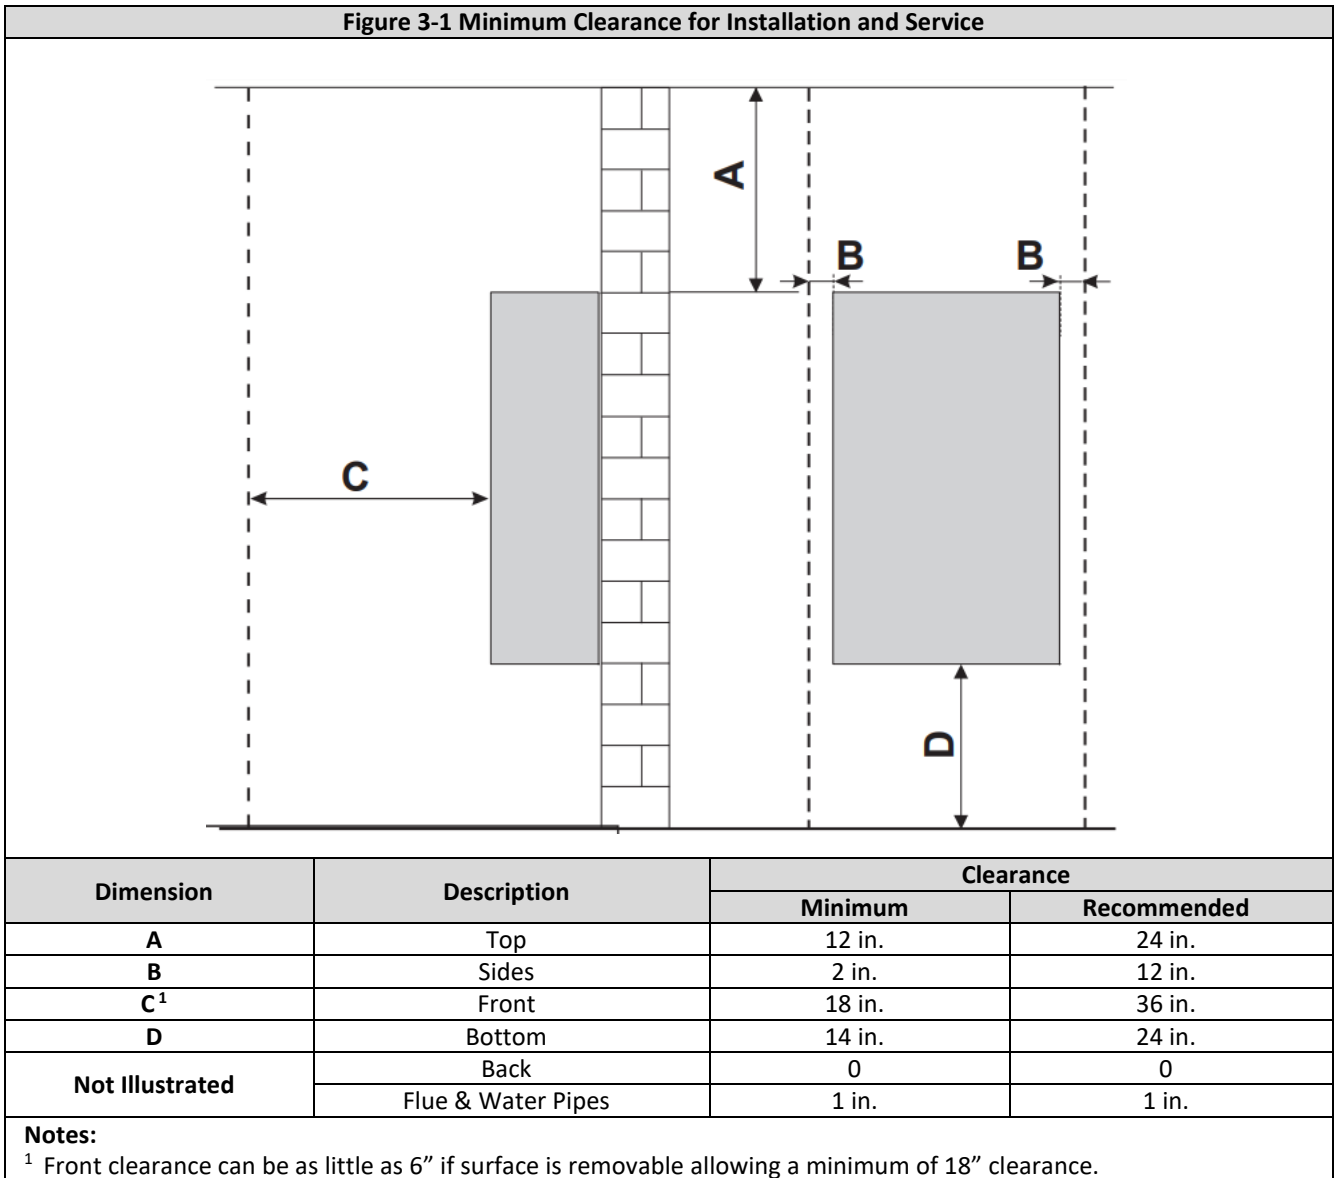 Figure 3-1 Minimum Clearance for Installation and Service
A
B B
C
D
Dimension Description Clearance
Minimum Recommended
A Top 12 in. 24 in.
B Sides 2 in. 12 in.
C¹ Front 18 in. 36 in.
D Bottom 14 in. 24 in.
Not Illustrated Back 0 0
Flue & Water Pipes 1 in. 1 in.
Notes:
¹ Front clearance can be as little as 6” if surface is removable allowing a minimum of 18” clearance.